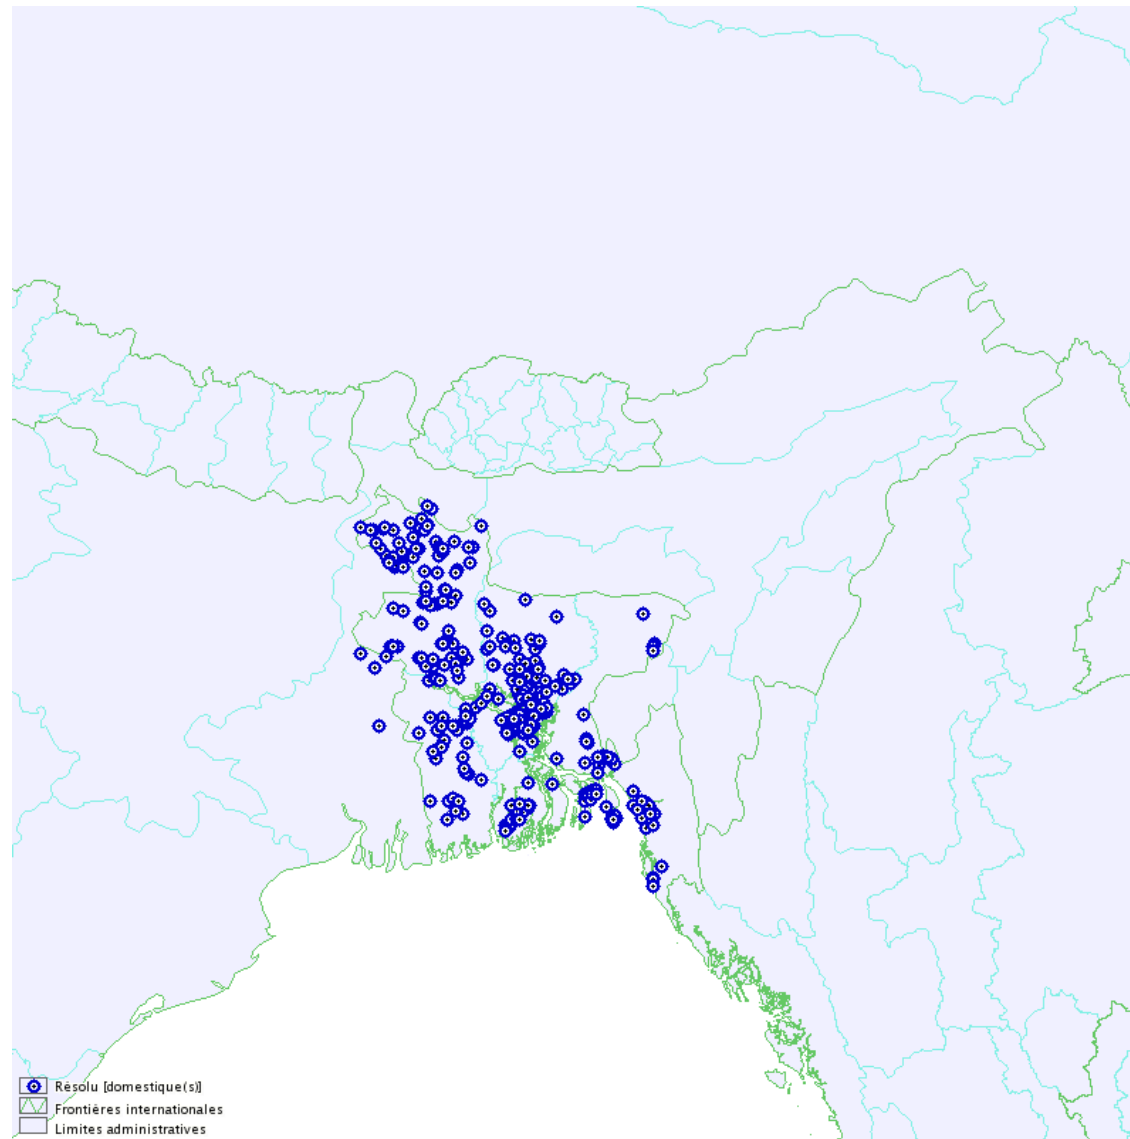 Résolu [domestique(s)]
Frontières internationales
Limites administratives